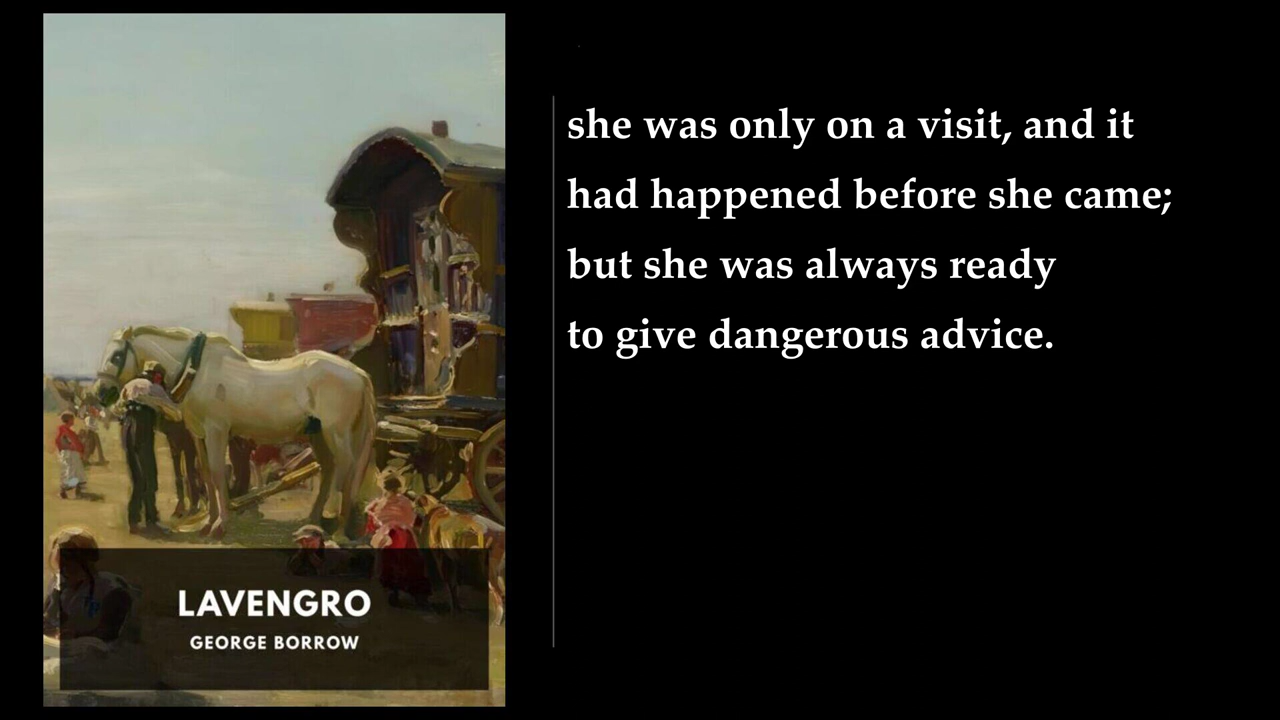 she was only on a visit, and it
had happened before she came;
but she was always ready
to give dangerous advice.
LAVENGRO
GEORGE BORROW